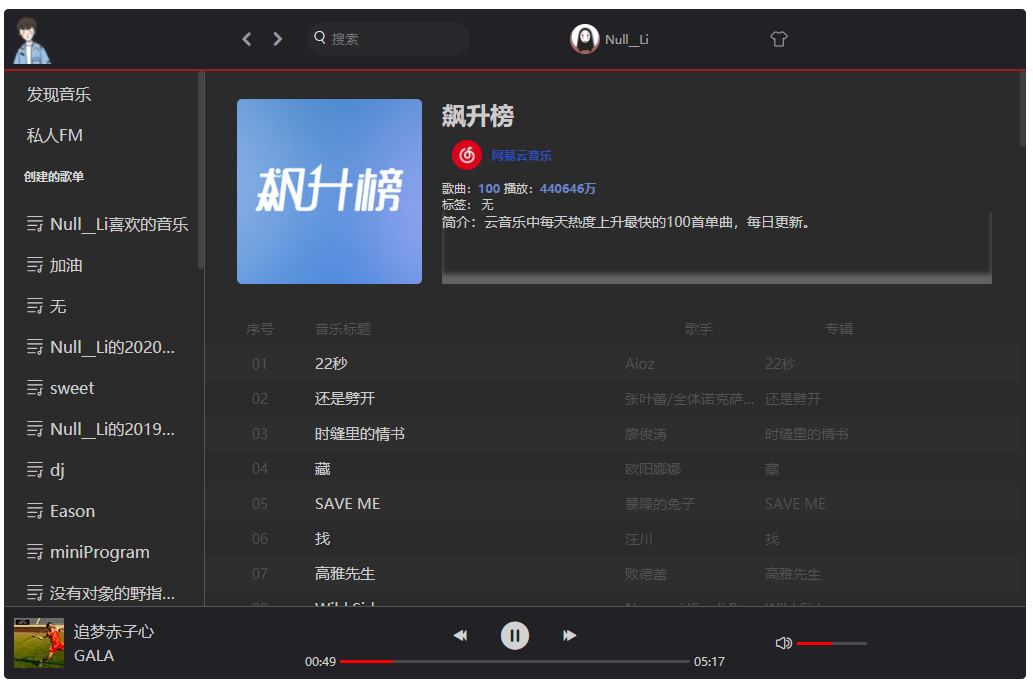 搜索
Null__Li
发现音乐
私人FM
创建的歌单
Null__Li喜欢的音乐
加油
无
Null__Li的2020...
sweet
Null__Li的2019...
dj
Eason
miniProgram
没有对象的野指...
飙升榜
飙升榜
网易云音乐
歌曲：100 播放：440646万
标签： 无
简介： 云音乐中每天热度上升最快的100首单曲，每日更新。
序号 音乐标题 歌手 专辑
01 22秒 Aioz 22秒
02 还是劈开 张叶蕾/全体诺克萨... 还是劈开
03 时缝里的情书 廖俊涛 时缝里的情书
04 藏 欧阳娜娜 藏
05 SAVE ME 暴躁的兔子 SAVE ME
06 找 汪川 找
07 高雅先生 败德盖 高雅先生
追梦赤子心
GALA
00:49
05:17